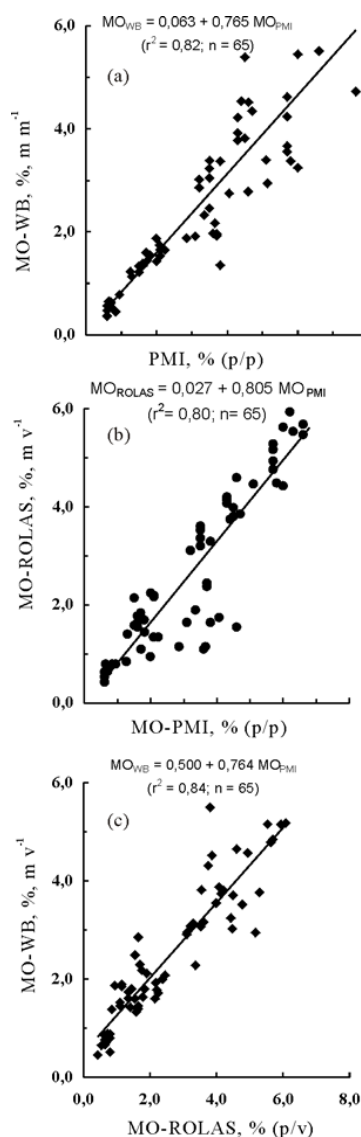 MO_WB = 0,063 + 0,765 MO_PMI
(r² = 0,82; n = 65)
(a)
6,0
4,0
2,0
0,0
MO-WB, %, m m⁻¹
PMI, % (p/p)
MO_ROLAS = 0,027 + 0,805 MO_PMI
(r²= 0,80; n= 65)
(b)
6,0
4,0
2,0
0,0
MO-ROLAS, %, m v⁻¹
MO-PMI, % (p/p)
MO_WB = 0,500 + 0,764 MO_PMI
(r² = 0,84; n = 65)
(c)
6,0
4,0
2,0
0,0
MO-WB, %, m v⁻¹
0,0 2,0 4,0 6,0 8,0
MO-ROLAS, % (p/v)